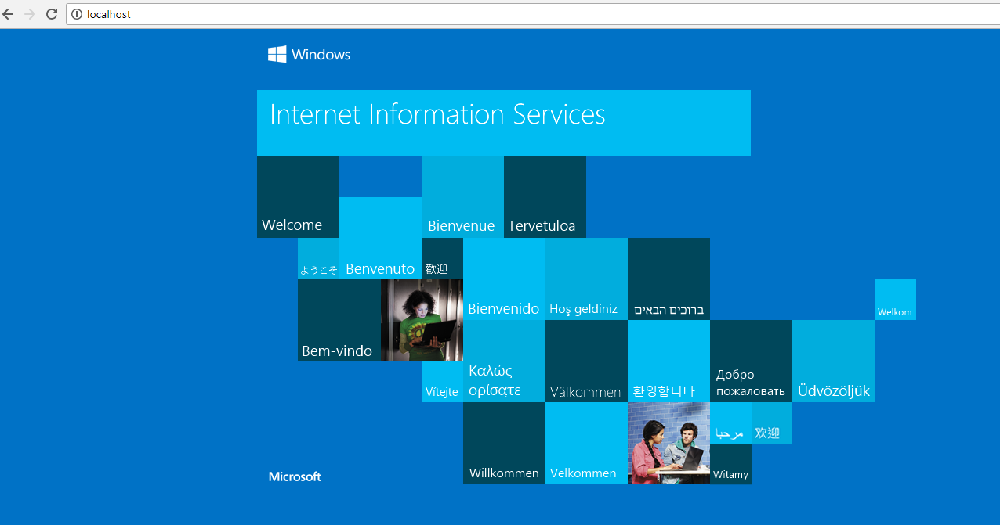 localhost
Windows
Internet Information Services
Welcome
Bienvenue
Tervetuloa
ようこそ
Benvenuto
歡迎
Bienvenido
Hoş geldiniz
ברוכים הבאים
Welkom
Bem-vindo
Vítejte
Καλώς
ορίσατε
Välkommen
환영합니다
Добро
пожаловать
Üdvözöljük
مرحبا
欢迎
Willkommen
Velkommen
Witamy
Microsoft